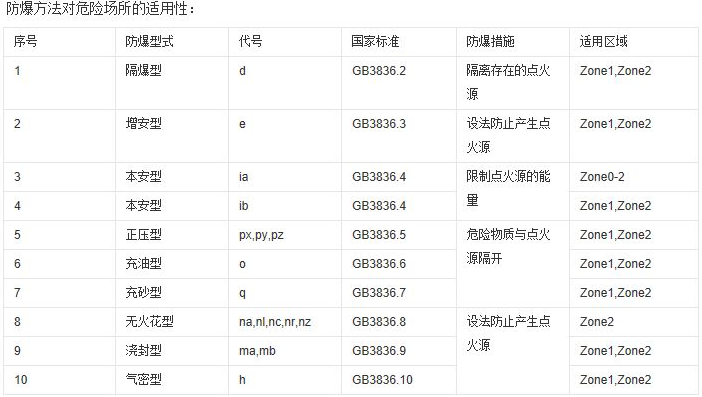 防爆方法对危险场所的适用性：
序号 防爆型式 代号 国家标准 防爆措施 适用区域
1 隔爆型 d GB3836.2 隔离存在的点火 Zone1,Zone2
源
2 增安型 e GB3836.3 设法防止产生点 Zone1,Zone2
火源
3 本安型 ia GB3836.4 限制点火源的能 Zone0-2
量
4 本安型 ib GB3836.4 Zone1,Zone2
5 正压型 px,py,pz GB3836.5 危险物质与点火 Zone1,Zone2
源隔开
6 充油型 o GB3836.6 Zone1,Zone2
7 充砂型 q GB3836.7 Zone1,Zone2
8 无火花型 na,nl,nc,nr,nz GB3836.8 设法防止产生点 Zone2
火源
9 浇封型 ma,mb GB3836.9 Zone1,Zone2
10 气密型 h GB3836.10 Zone1,Zone2